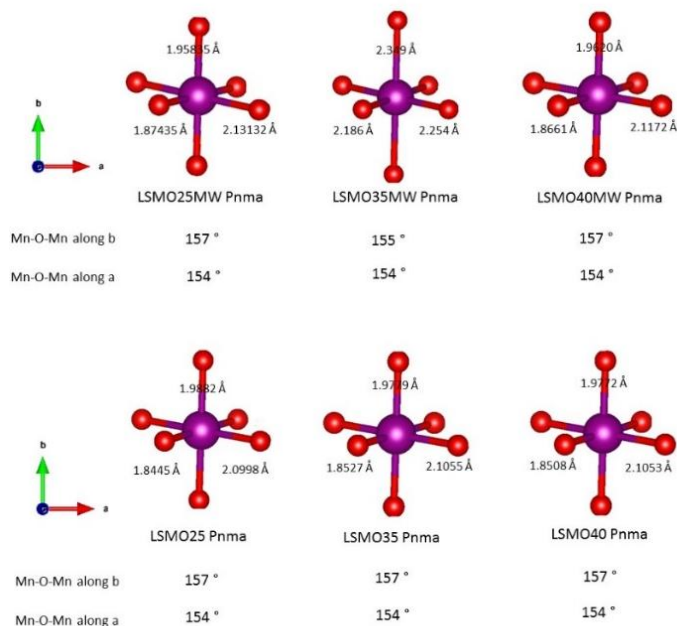 1.95835 Å 2.349 Å 1.9620 Å
b
1.87435 Å 2.13132 Å 2.186 Å 2.254 Å 1.8661 Å 2.1172 Å
a
LSMO25MW Pnma LSMO35MW Pnma LSMO40MW Pnma
Mn-O-Mn along b 157 ° 155 ° 157 °
Mn-O-Mn along a 154 ° 154 ° 154 °
1.9882 Å 1.9779 Å 1.9772 Å
b
1.8445 Å 2.0998 Å 1.8527 Å 2.1055 Å 1.8508 Å 2.1053 Å
a
LSMO25 Pnma LSMO35 Pnma LSMO40 Pnma
Mn-O-Mn along b 157 ° 157 ° 157 °
Mn-O-Mn along a 154 ° 154 ° 154 °